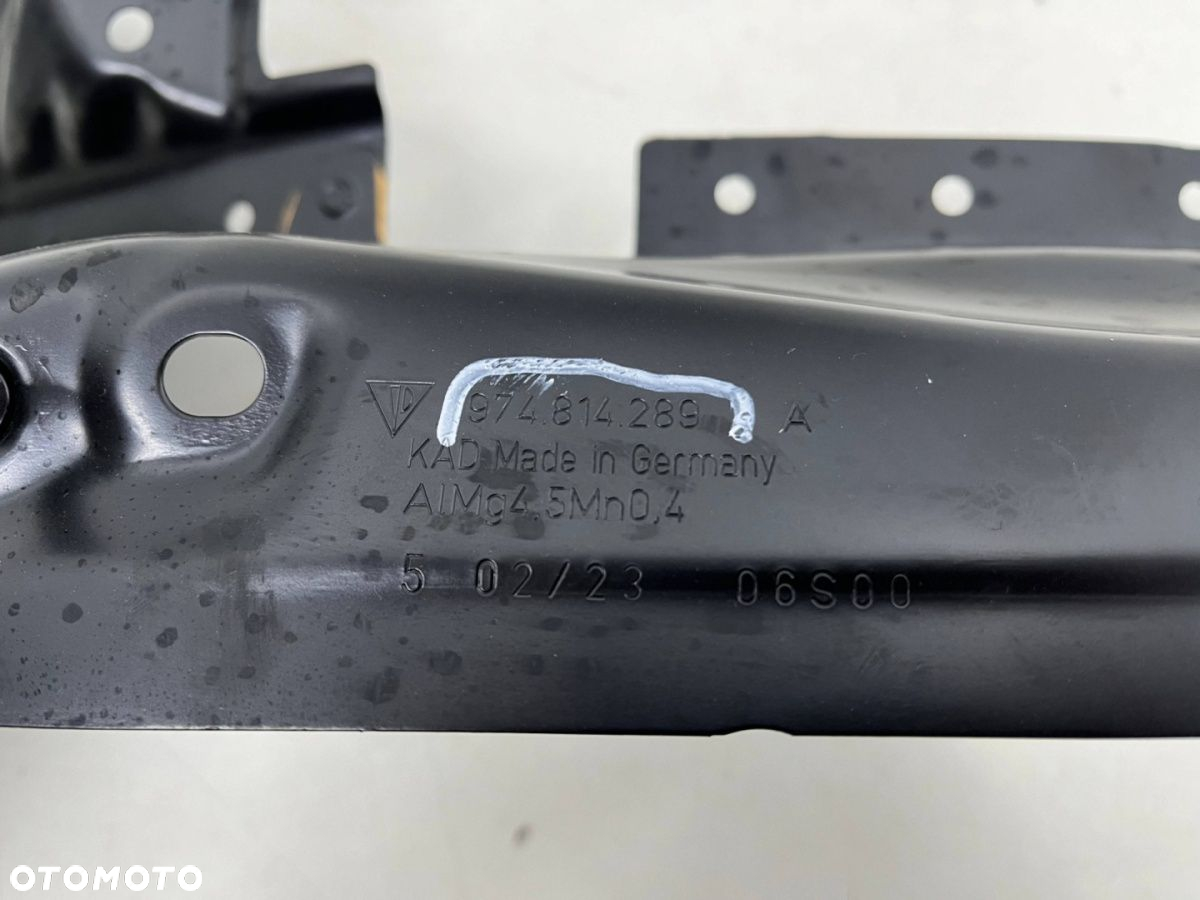 974.814.289 A
KAD Made in Germany
AlMg4,5Mn0,4
5 02/23 06S00
OTOMOTO